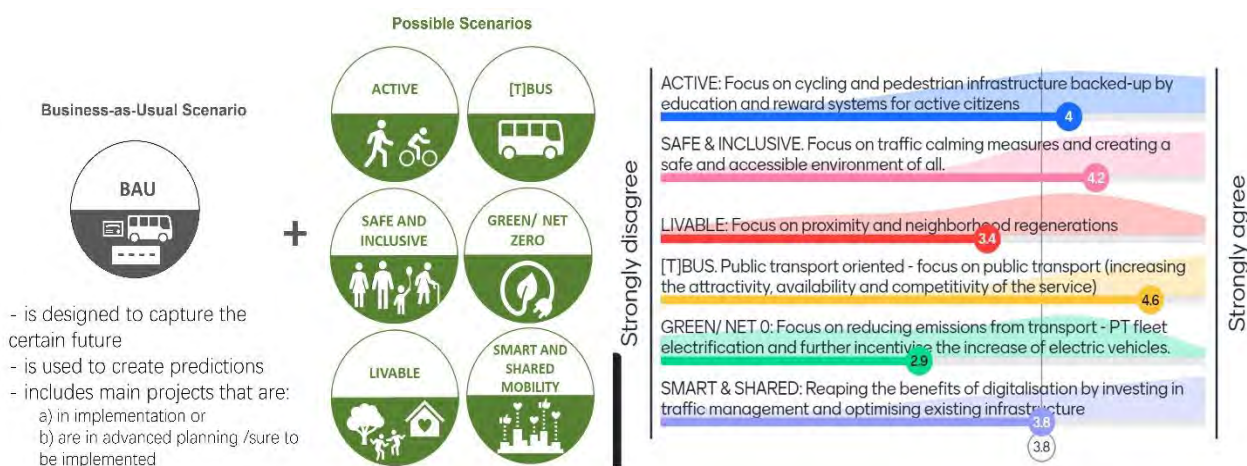 Possible Scenarios
Business-as-Usual Scenario
BAU
- is designed to capture the
certain future
- is used to create predictions
- includes main projects that are:
a) in implementation or
b) are in advanced planning /sure to
be implemented
+
ACTIVE
[T]BUS
SAFE AND
INCLUSIVE
GREEN/ NET
ZERO
LIVABLE
SMART AND
SHARED
MOBILITY
Strongly disagree
ACTIVE: Focus on cycling and pedestrian infrastructure backed-up by
education and reward systems for active citizens
4
SAFE & INCLUSIVE. Focus on traffic calming measures and creating a
safe and accessible environment of all.
4.2
LIVABLE: Focus on proximity and neighborhood regenerations
3.4
[T]BUS. Public transport oriented - focus on public transport (increasing
the attractivity, availability and competitivity of the service)
4.6
GREEN/ NET 0: Focus on reducing emissions from transport - PT fleet
electrification and further incentivise the increase of electric vehicles.
2.9
SMART & SHARED: Reaping the benefits of digitalisation by investing in
traffic management and optimising existing infrastructure
3.8
3.8
Strongly agree